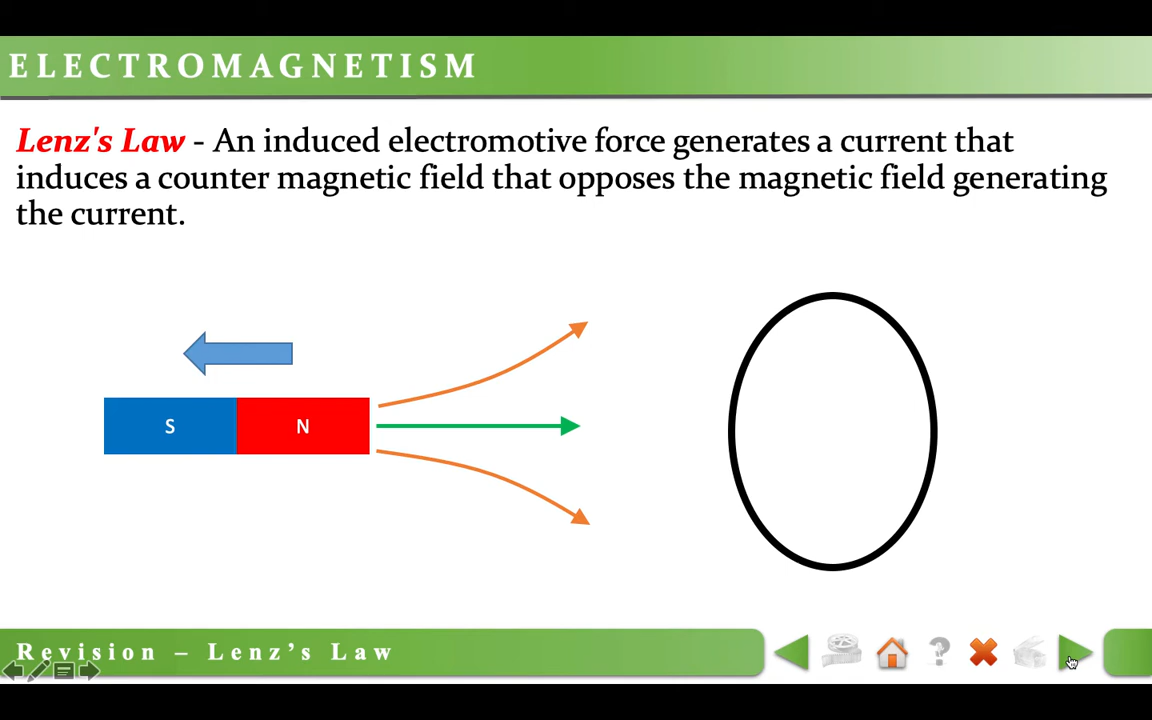 ELECTROMAGNETISM
Lenz's Law - An induced electromotive force generates a current that
induces a counter magnetic field that opposes the magnetic field generating
the current.
S N
Revision – Lenz’s Law
?